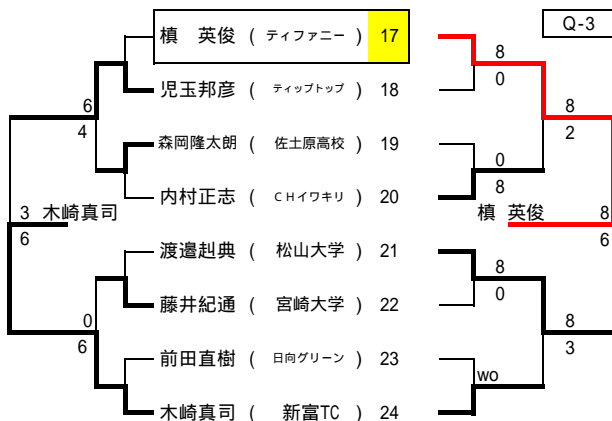 Q-3
槙 英俊 ( ティファニー ) 17
8
0
児玉邦彦 ( ティップトップ ) 18
6
4
8
2
森岡隆太朗 ( 佐土原高校 ) 19
0
8
内村正志 ( CHイワキリ ) 20
3 木崎真司
6
槙 英俊 8
6
渡邉赳典 ( 松山大学 ) 21
8
0
藤井紀通 ( 宮崎大学 ) 22
0
6
8
3
前田直樹 ( 日向グリーン ) 23
wo
木崎真司 ( 新富TC ) 24